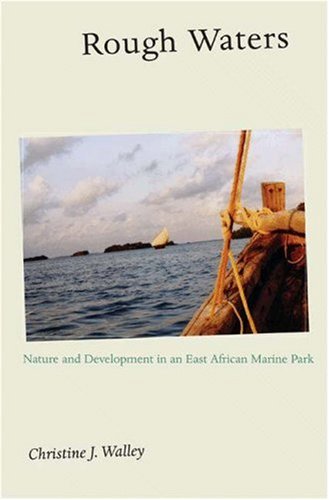 Rough Waters
Nature and Development in an East African Marine Park
Christine J. Walley